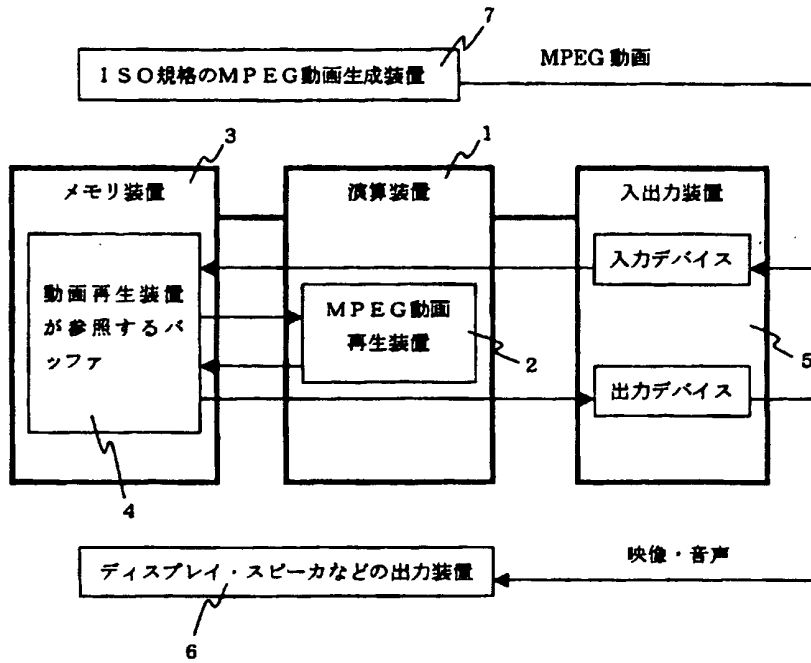 7
ISO規格のMPEG動画生成装置
MPEG動画
3
1
メモリ装置
演算装置
入出力装置
動画再生装置
が参照するバ
ッファ
MPEG動画
再生装置
入力デバイス
2
5
出力デバイス
4
ディスプレイ・スピーカなどの出力装置
映像・音声
6